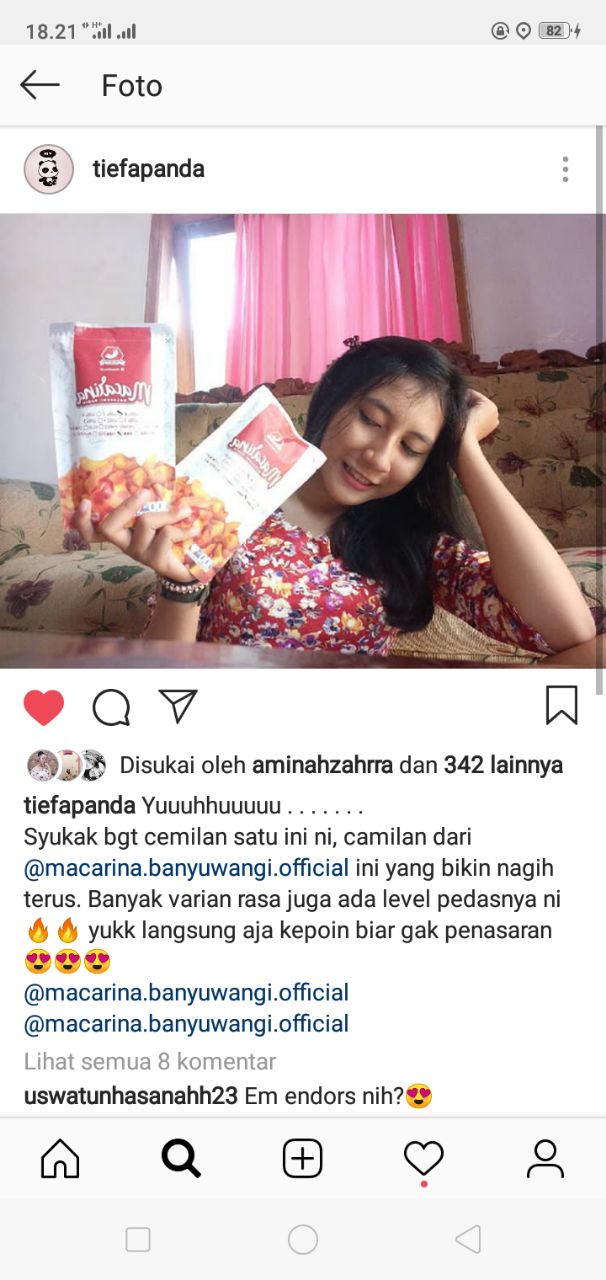 18.21
H+
82
Foto
tiefapanda
Macarina
Macarina
Disukai oleh aminahzahrra dan 342 lainnya
tiefapanda Yuuuhhuuuuu . . . . . . .
Syukak bgt cemilan satu ini ni, camilan dari
@macarina.banyuwangi.official ini yang bikin nagih
terus. Banyak varian rasa juga ada level pedasnya ni
🔥🔥 yukk langsung aja kepoin biar gak penasaran
😍😍😍
@macarina.banyuwangi.official
@macarina.banyuwangi.official
Lihat semua 8 komentar
uswatunhasanahh23 Em endors nih?😍